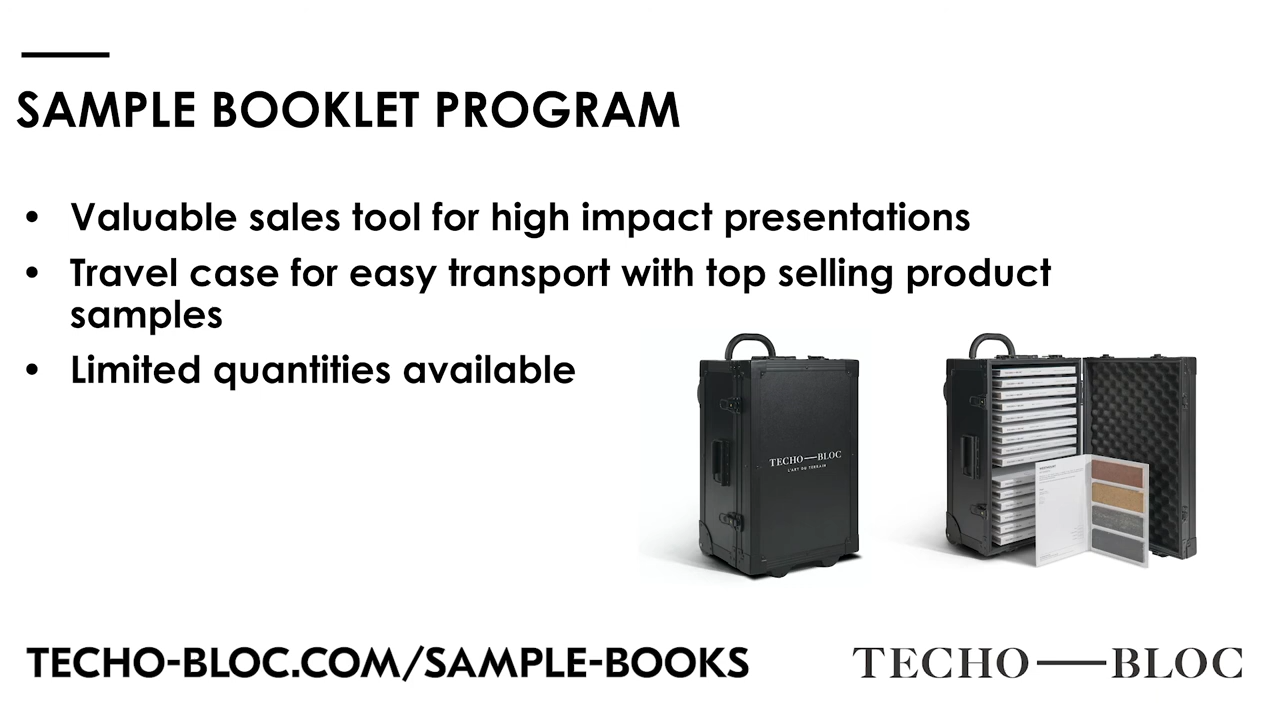 SAMPLE BOOKLET PROGRAM
• Valuable sales tool for high impact presentations
• Travel case for easy transport with top selling product
samples
• Limited quantities available
TECHO—BLOC
L'ART DU TERRAIN
TECHO-BLOC.COM/SAMPLE-BOOKS
TECHO—BLOC